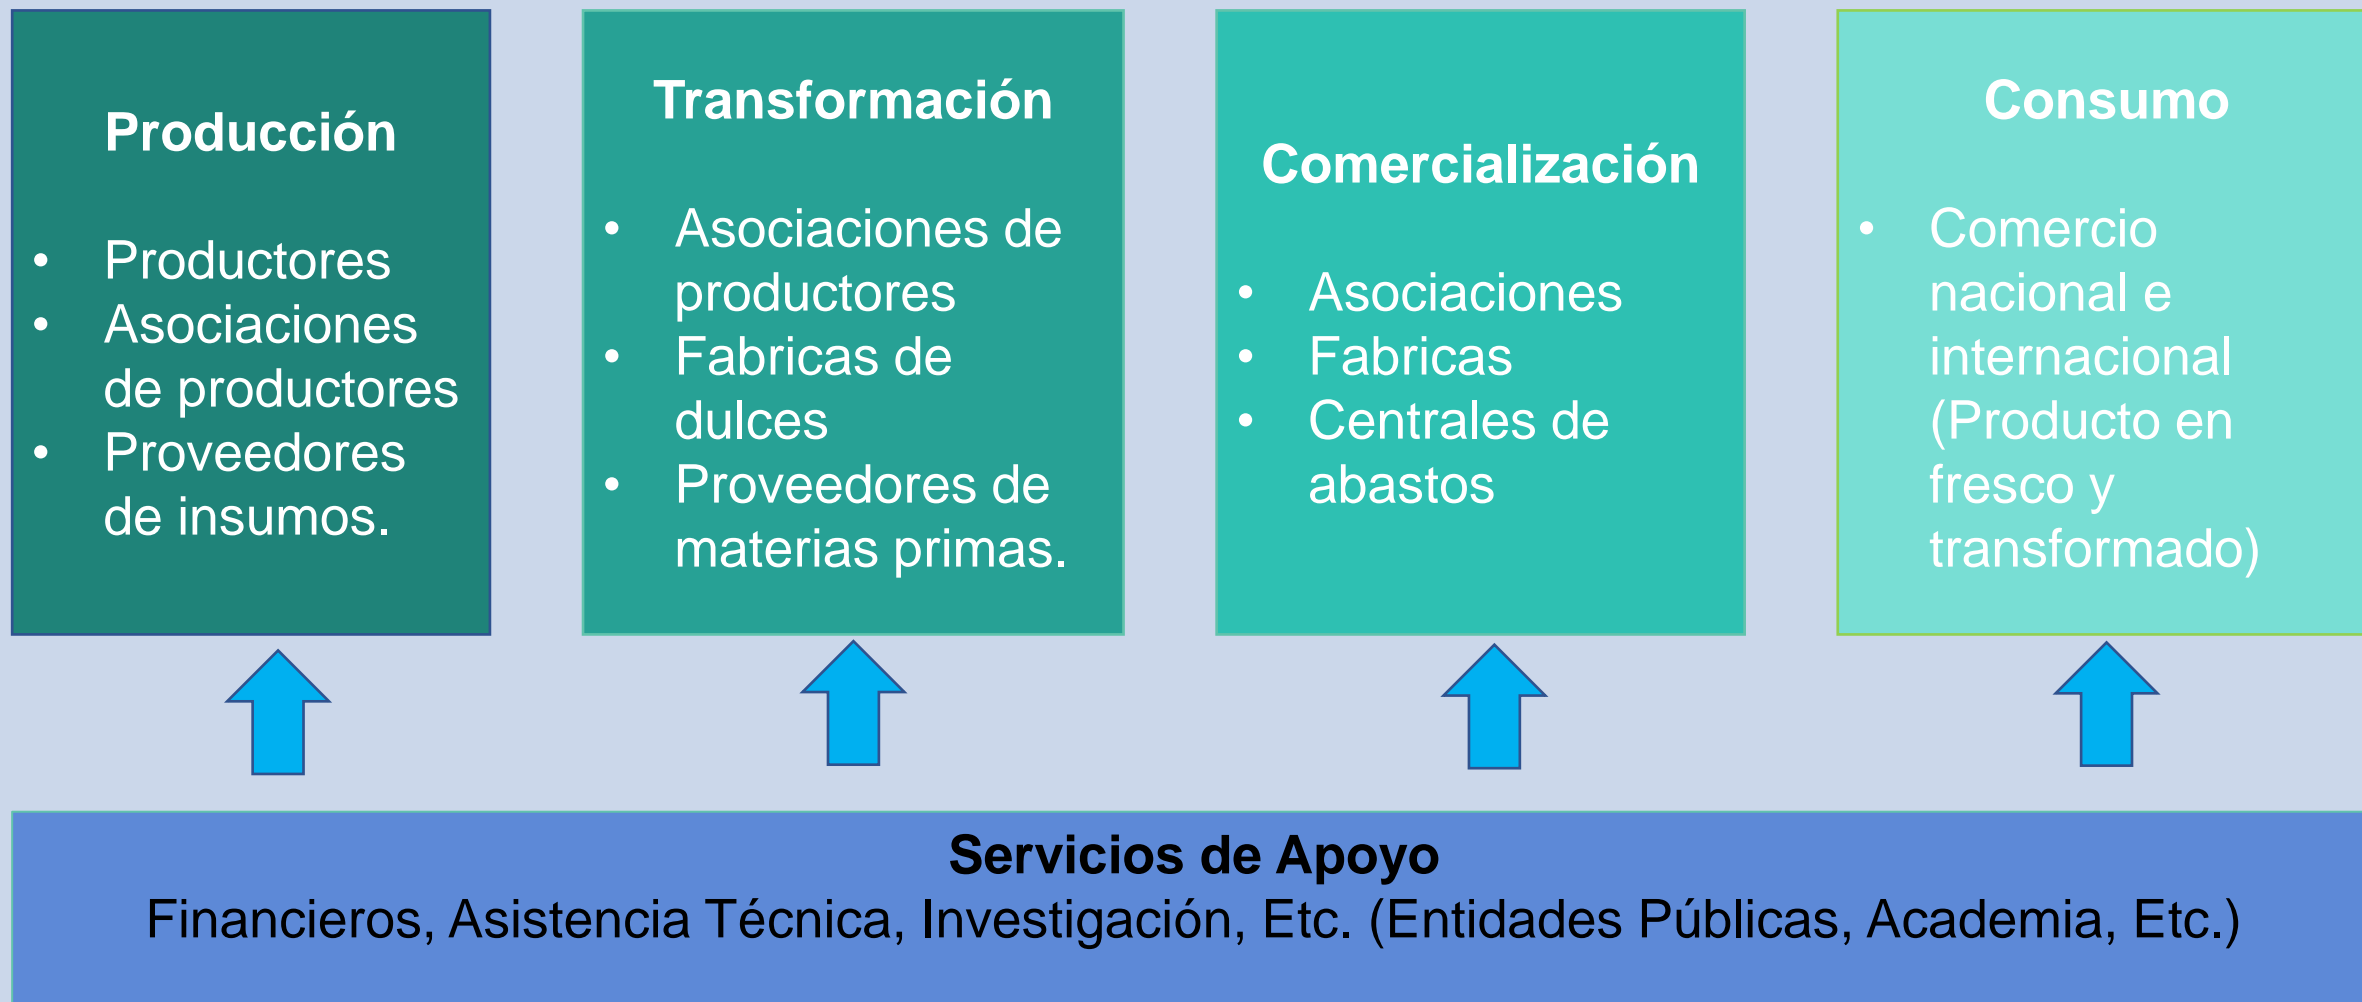 Producción
• Productores
• Asociaciones
de productores
• Proveedores
de insumos.
Transformación
• Asociaciones de
productores
• Fabricas de
dulces
• Proveedores de
materias primas.
Comercialización
• Asociaciones
• Fabricas
• Centrales de
abastos
Consumo
• Comercio
nacional e
internacional
(Producto en
fresco y
transformado)
Servicios de Apoyo
Financieros, Asistencia Técnica, Investigación, Etc. (Entidades Públicas, Academia, Etc.)